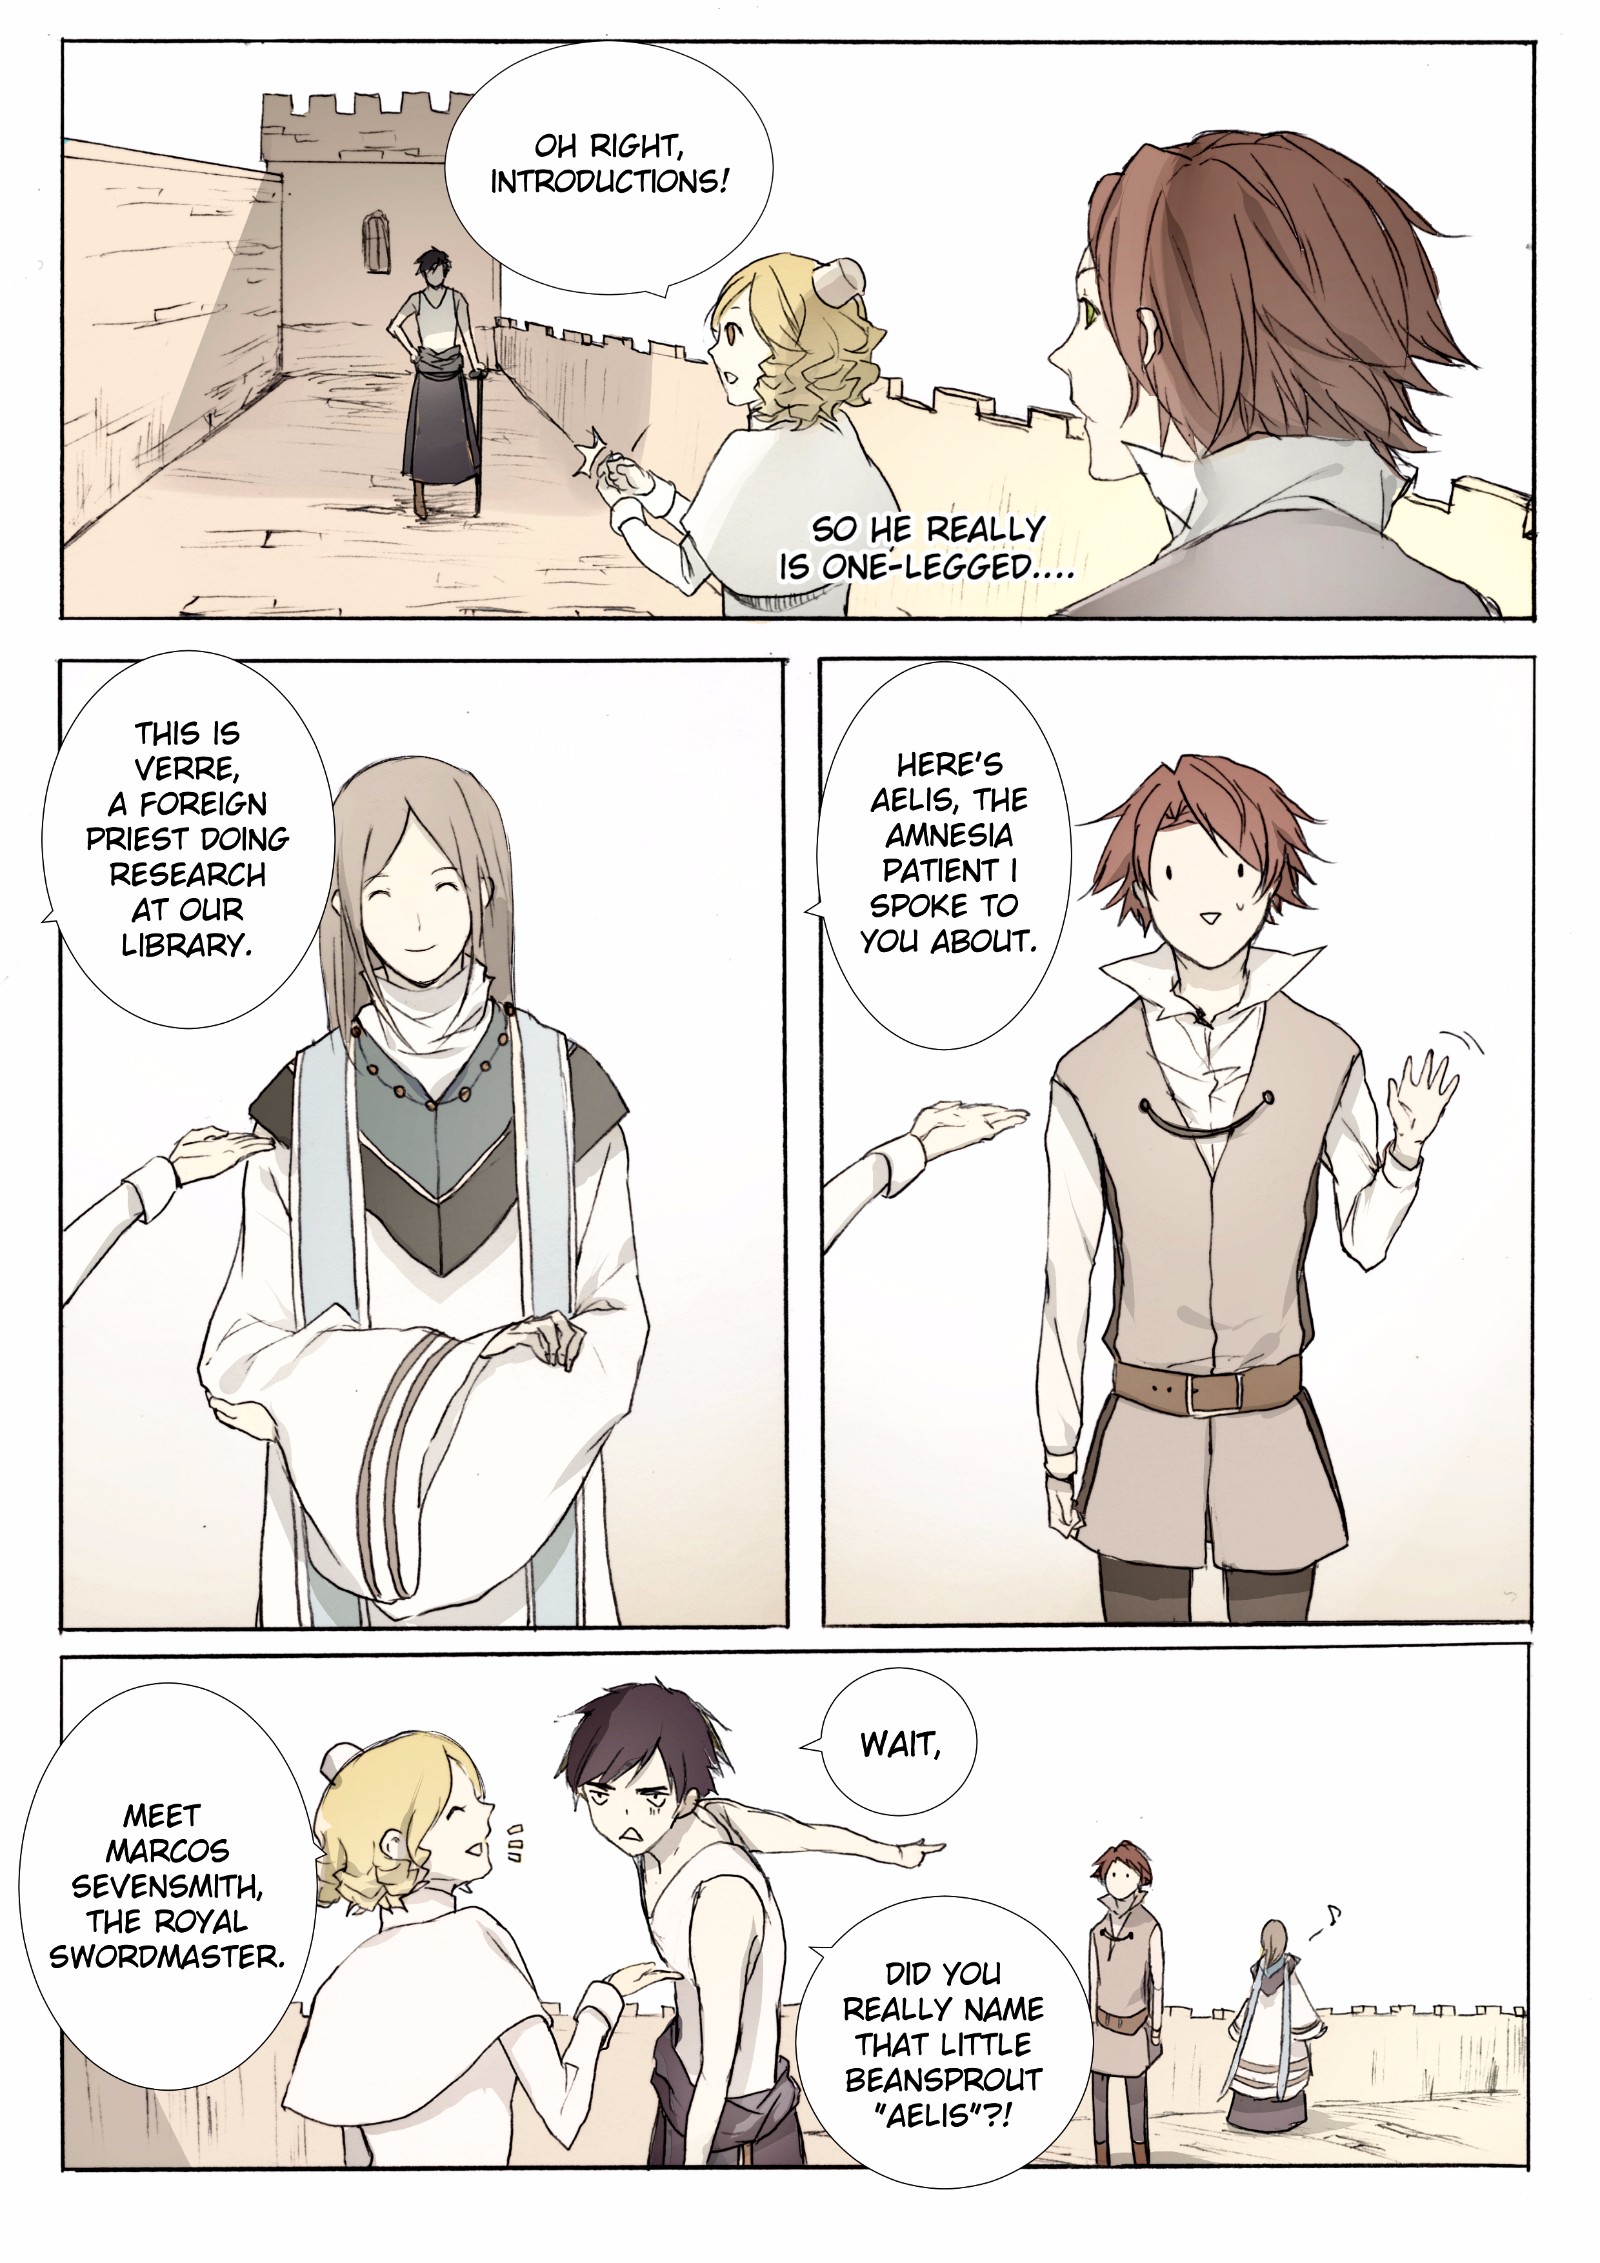 OH RIGHT,
INTRODUCTIONS!
SO HE REALLY
IS ONE-LEGGED....
THIS IS
VERRE,
A FOREIGN
PRIEST DOING
RESEARCH
AT OUR
LIBRARY.
HERE'S
AELIS, THE
AMNESIA
PATIENT I
SPOKE TO
YOU ABOUT.
MEET
MARCOS
SEVENSMITH,
THE ROYAL
SWORDMASTER.
WAIT,
DID YOU
REALLY NAME
THAT LITTLE
BEANSPROUT
"AELIS"?!